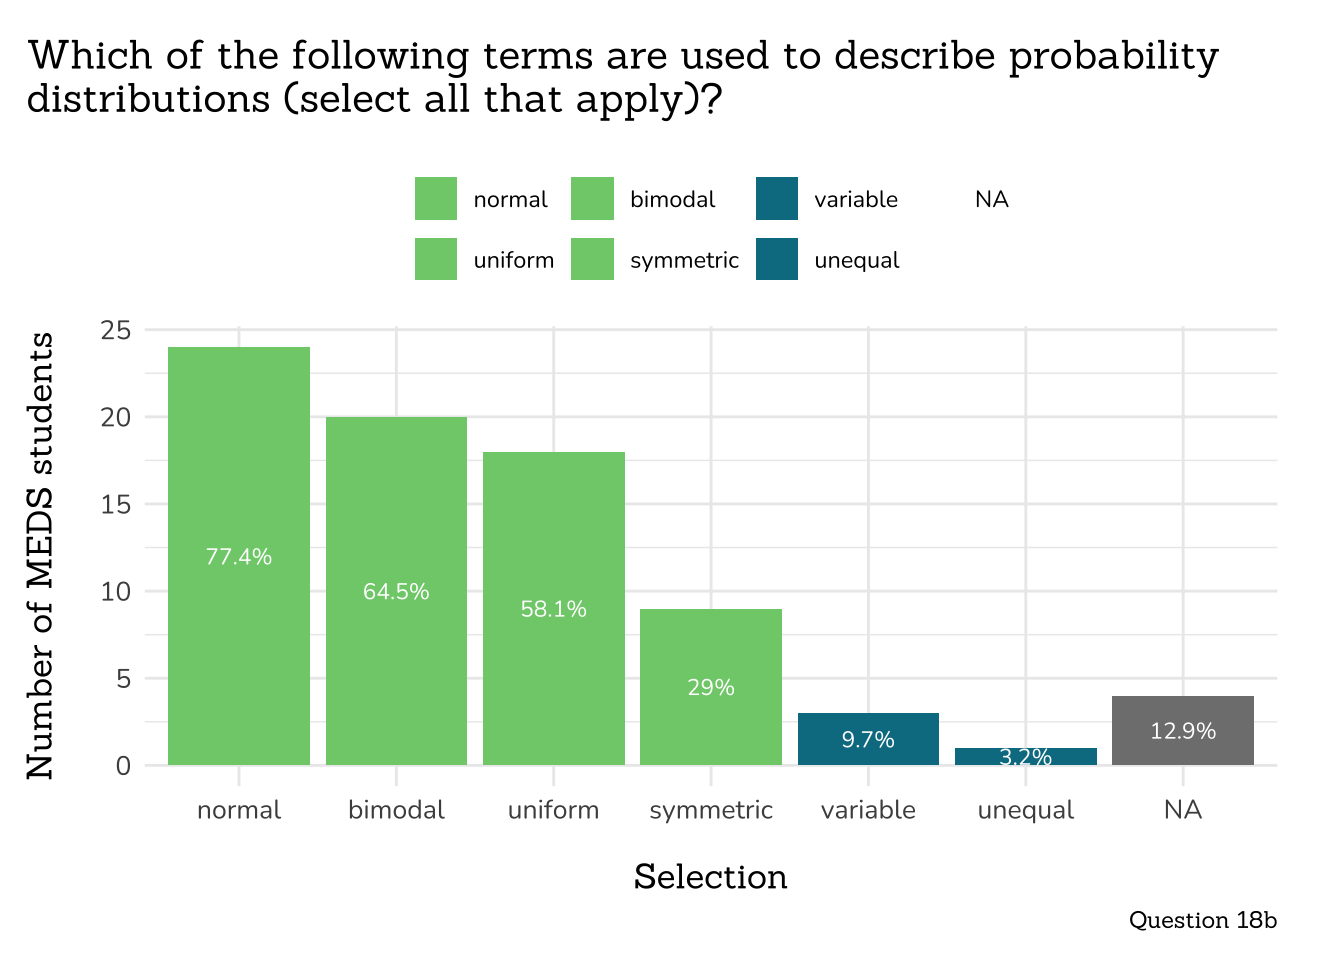 Which of the following terms are used to describe probability
distributions (select all that apply)?
normal bimodal variable NA
uniform symmetric unequal
Number of MEDS students
25
20
15
10
5
0
77.4%
64.5%
58.1%
29%
9.7%
3.2%
12.9%
normal bimodal uniform symmetric variable unequal NA
Selection
Question 18b